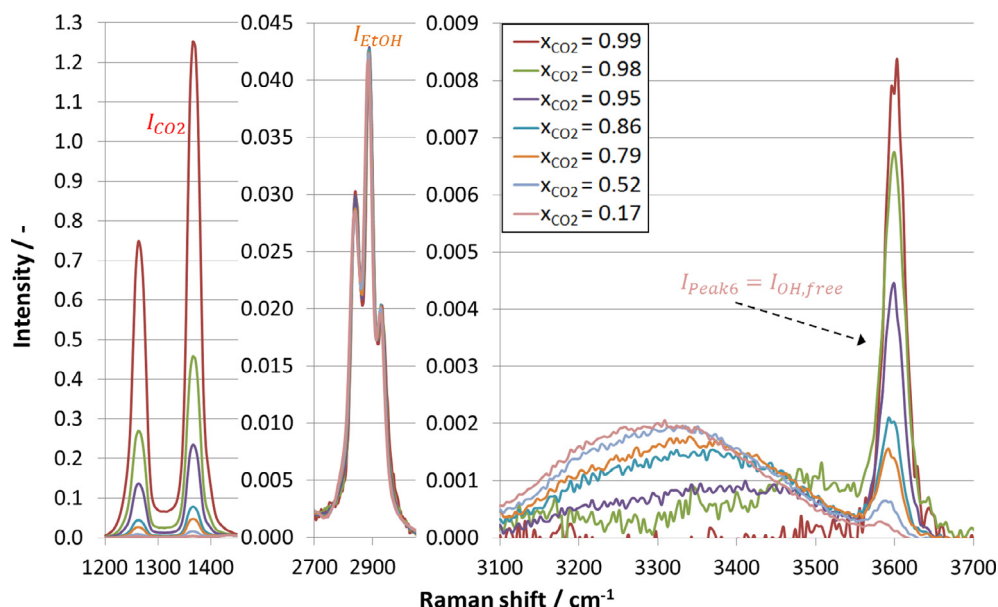 1.3
1.2
1.1
1.0
0.9
0.8
0.7
0.6
0.5
0.4
0.3
0.2
0.1
0.0
0.050
0.045
0.040
0.035
0.030
0.025
0.020
0.015
0.010
0.005
0.000
0.009
0.008
0.007
0.006
0.005
0.004
0.003
0.002
0.001
0.000
Intensity / -
I_CO2
I_EtOH
x_CO2 = 0.99
x_CO2 = 0.98
x_CO2 = 0.95
x_CO2 = 0.86
x_CO2 = 0.79
x_CO2 = 0.52
x_CO2 = 0.17
I_Peak6 = I_OH,free
1200 1300 1400 2700 2900 3100 3200 3300 3400 3500 3600 3700
Raman shift / cm⁻¹